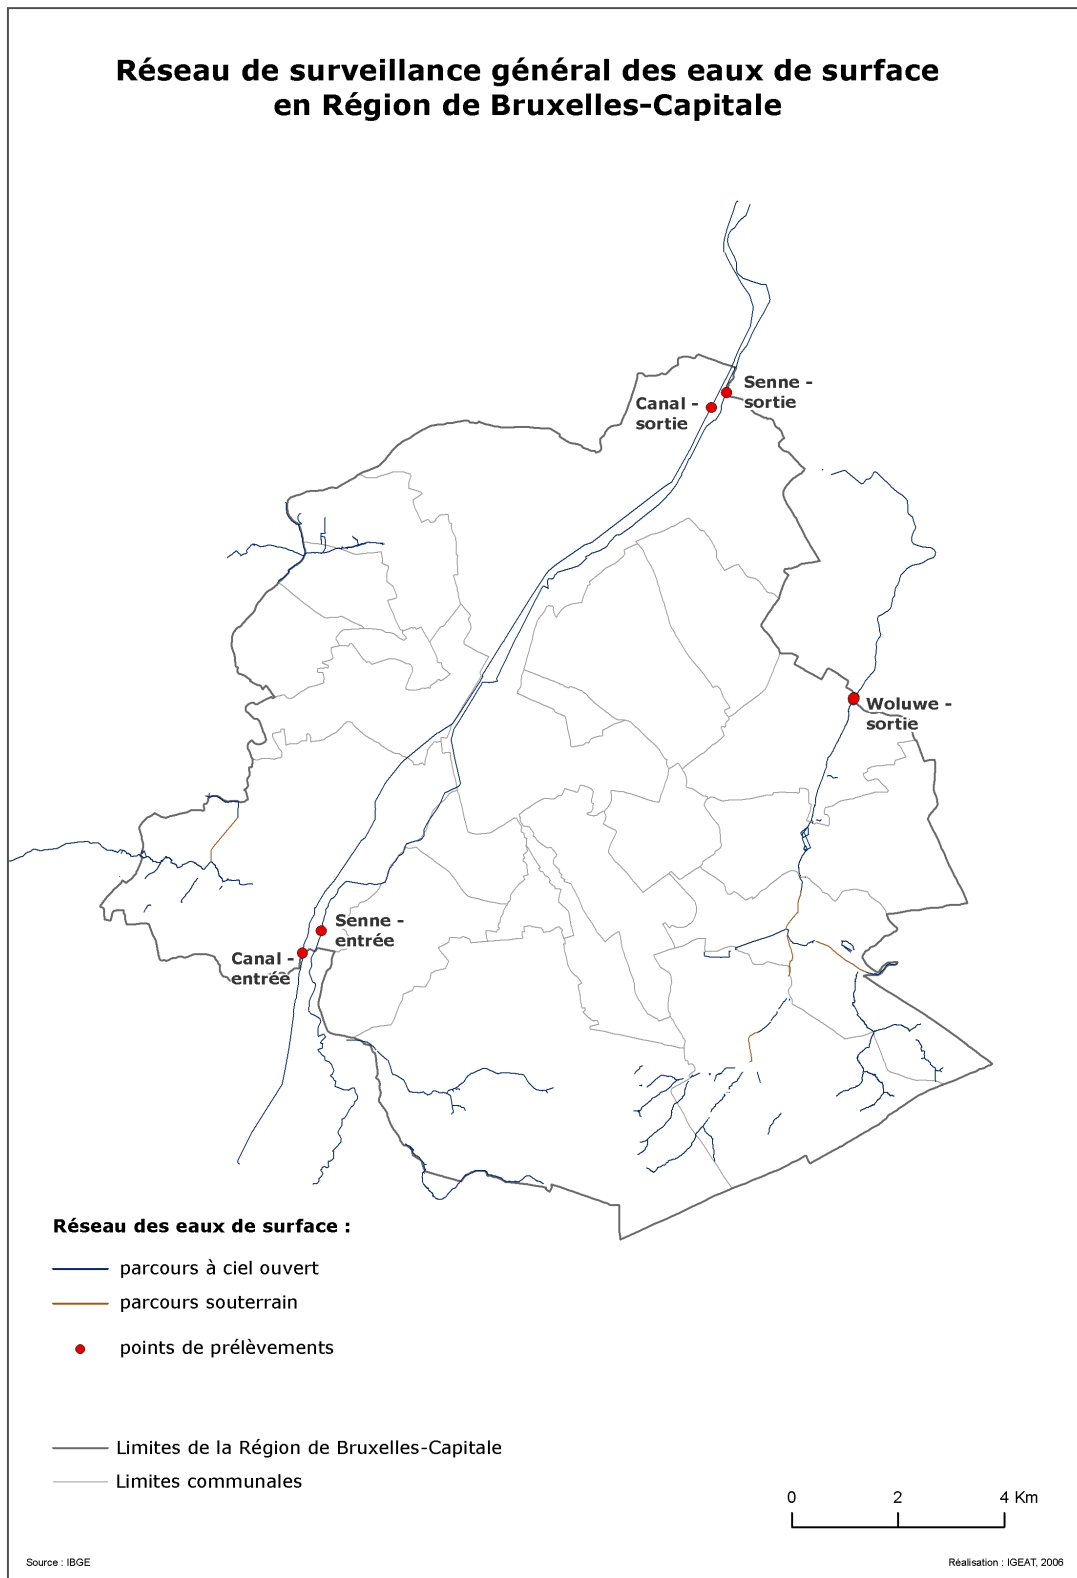 Réseau de surveillance général des eaux de surface
en Région de Bruxelles-Capitale
Senne -
sortie
Canal -
sortie
Woluwe -
sortie
Senne -
entrée
Canal -
entrée
Réseau des eaux de surface :
parcours à ciel ouvert
parcours souterrain
points de prélèvements
Limites de la Région de Bruxelles-Capitale
Limites communales
0 2 4 Km
Source : IBGE
Réalisation : IGEAT, 2006